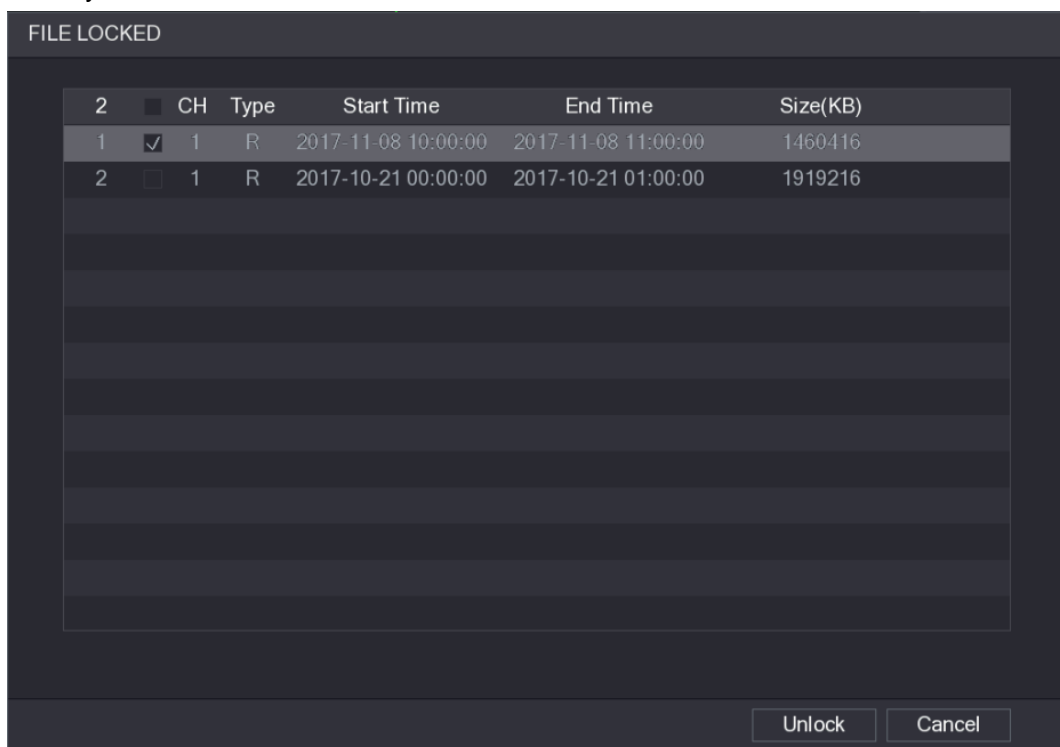 FILE LOCKED
2 CH Type Start Time End Time Size(KB)
1 1 R 2017-11-08 10:00:00 2017-11-08 11:00:00 1460416
2 1 R 2017-10-21 00:00:00 2017-10-21 01:00:00 1919216
Unlock Cancel